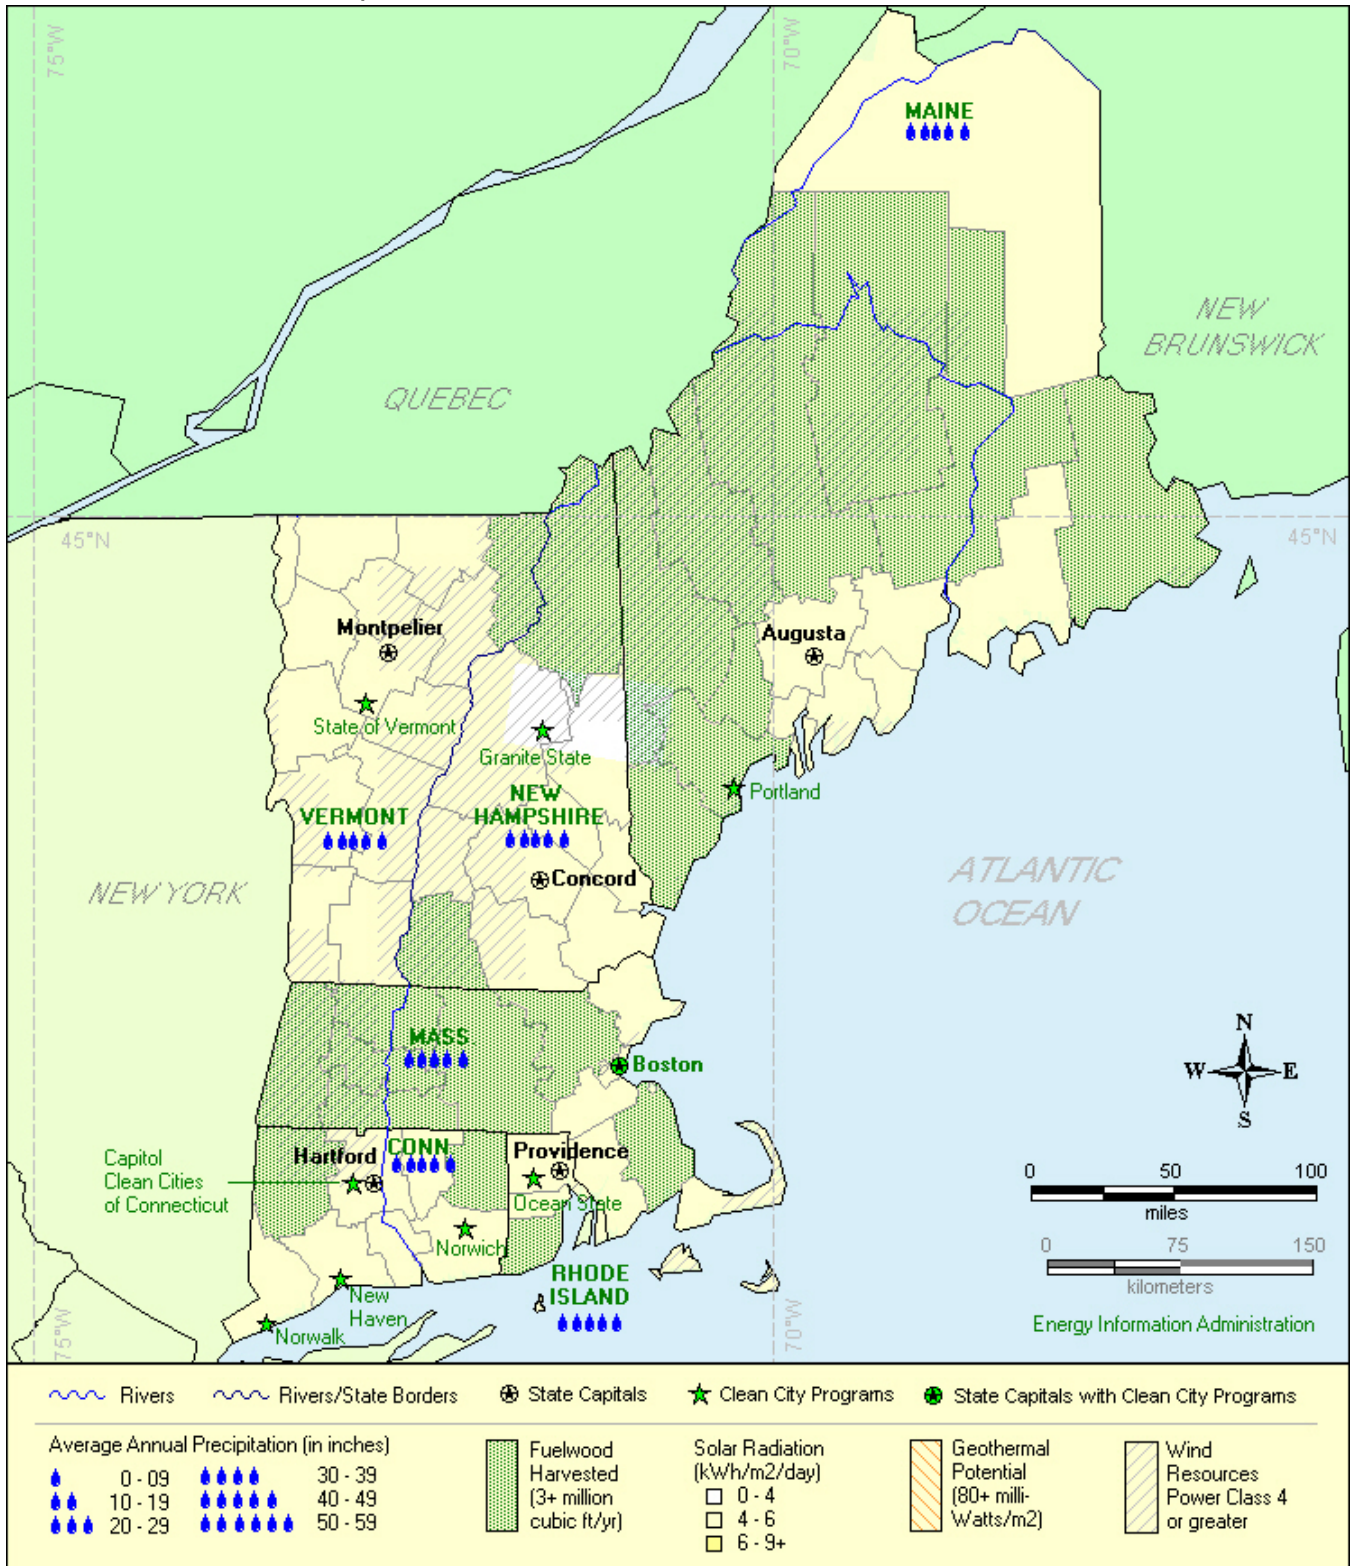 75°W
70°W
MAINE
NEW
BRUNSWICK
QUEBEC
45°N
45°N
Montpelier
Augusta
State of Vermont
Granite State
Portland
VERMONT
NEW
HAMPSHIRE
Concord
NEW YORK
ATLANTIC
OCEAN
N
W E
S
MASS
Boston
Capitol
Clean Cities
of Connecticut
Hartford
CONN
Providence
Ocean State
Norwich
New
Haven
Norwalk
RHODE
ISLAND
0 50 100
miles
0 75 150
kilometers
Energy Information Administration
75°W
70°W
Rivers
Rivers/State Borders
State Capitals
Clean City Programs
State Capitals with Clean City Programs
Average Annual Precipitation (in inches)
0 - 09
10 - 19
20 - 29
30 - 39
40 - 49
50 - 59
Fuelwood
Harvested
(3+ million
cubic ft/yr)
Solar Radiation
(kWh/m2/day)
0 - 4
4 - 6
6 - 9+
Geothermal
Potential
(80+ milli-
Watts/m2)
Wind
Resources
Power Class 4
or greater